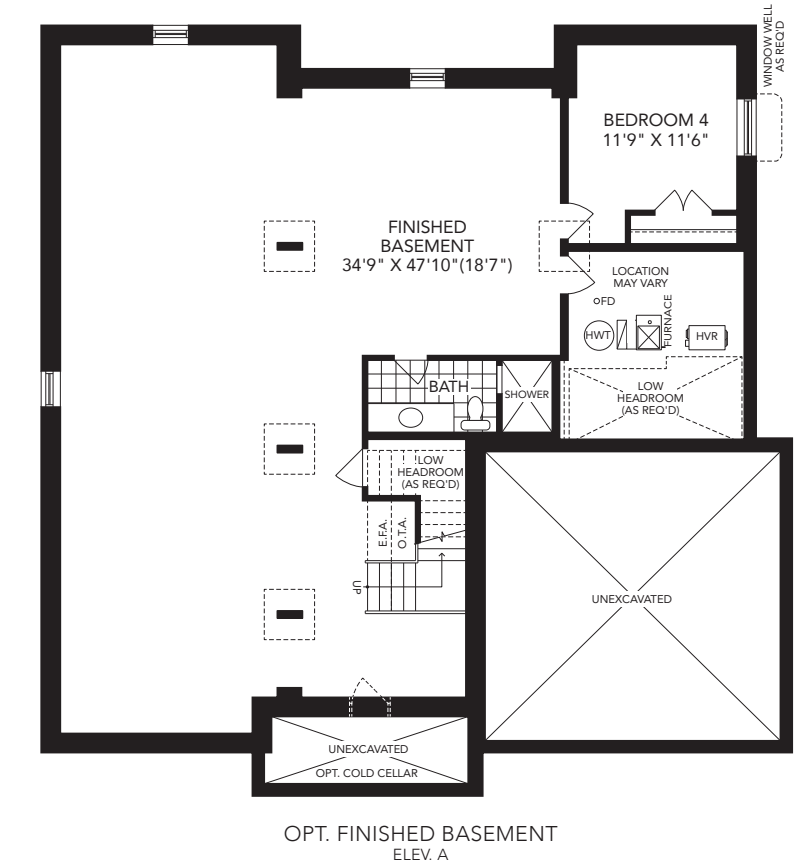 WINDOW WELL
AS REQ'D
BEDROOM 4
11'9" X 11'6"
FINISHED
BASEMENT
34'9" X 47'10"(18'7")
LOCATION
MAY VARY
FD
HWT
FURNACE
HVR
BATH
SHOWER
LOW
HEADROOM
(AS REQ'D)
LOW
HEADROOM
(AS REQ'D)
E.F.A.
O.T.A.
UP
UNEXCAVATED
UNEXCAVATED
OPT. COLD CELLAR
OPT. FINISHED BASEMENT
ELEV. A